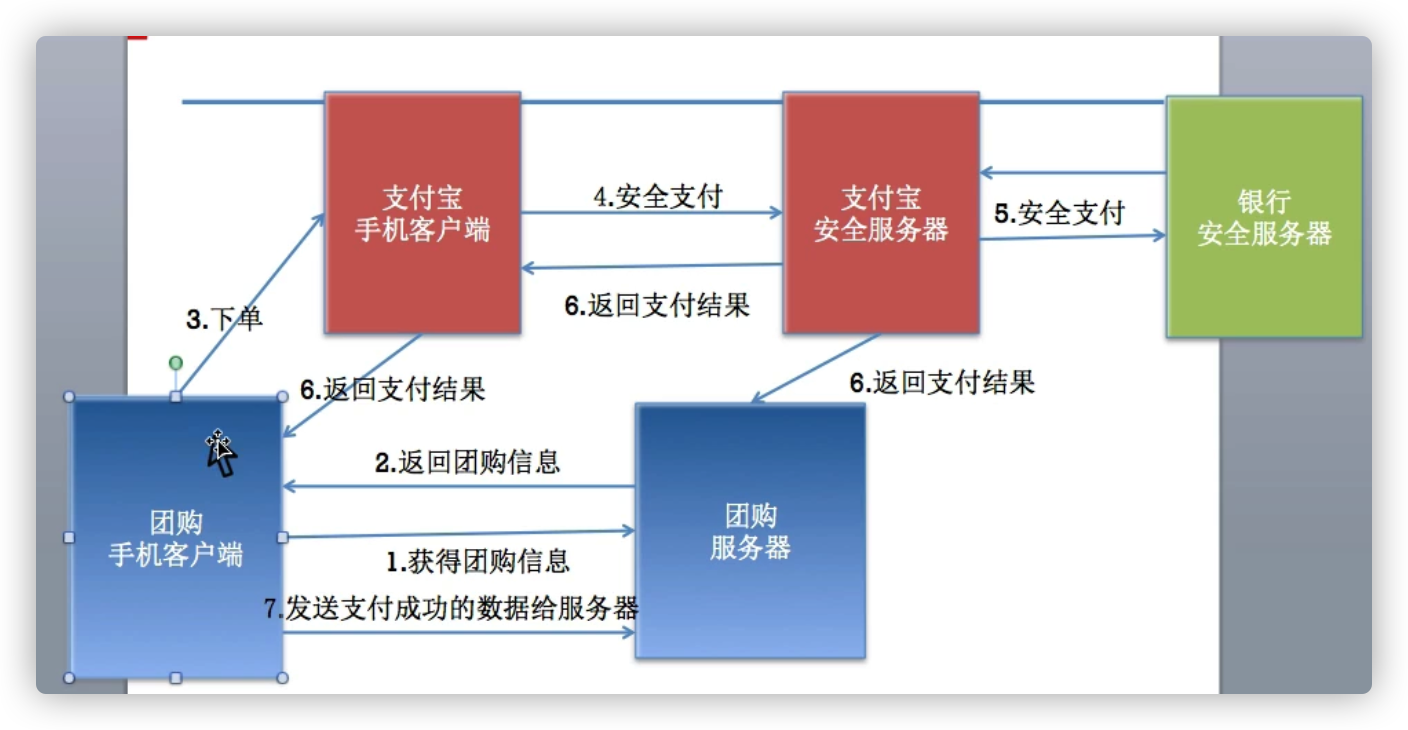 支付宝
手机客户端
4.安全支付
支付宝
安全服务器
5.安全支付
银行
安全服务器
6.返回支付结果
3.下单
6.返回支付结果
6.返回支付结果
2.返回团购信息
团购
手机客户端
团购
服务器
1.获得团购信息
7.发送支付成功的数据给服务器